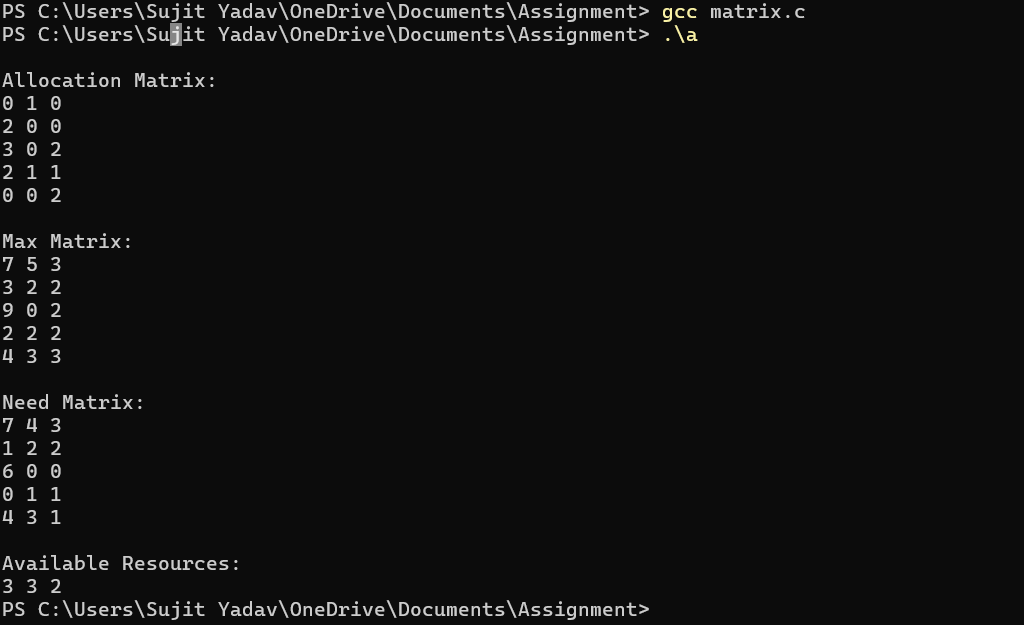 PS C:\Users\Sujit Yadav\OneDrive\Documents\Assignment> gcc matrix.c
PS C:\Users\Sujit Yadav\OneDrive\Documents\Assignment> .\a
Allocation Matrix:
0 1 0
2 0 0
3 0 2
2 1 1
0 0 2
Max Matrix:
7 5 3
3 2 2
9 0 2
2 2 2
4 3 3
Need Matrix:
7 4 3
1 2 2
6 0 0
0 1 1
4 3 1
Available Resources:
3 3 2
PS C:\Users\Sujit Yadav\OneDrive\Documents\Assignment>